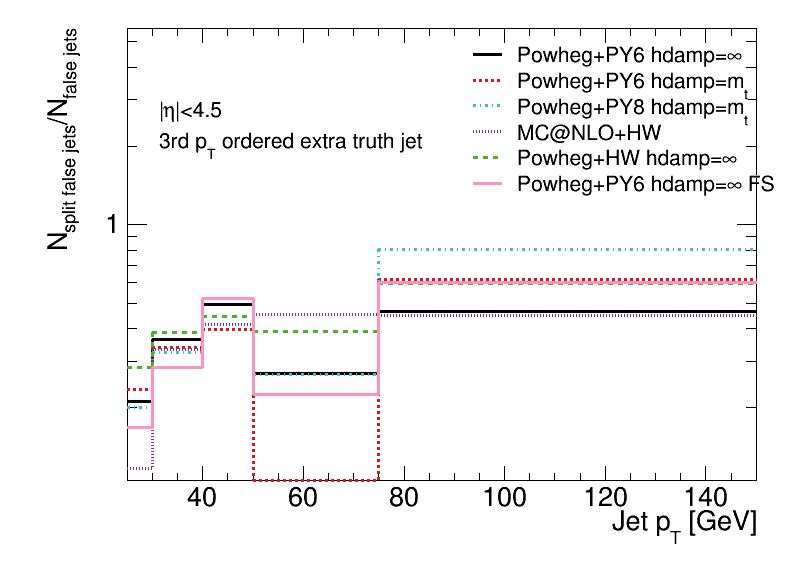 N_split false jets/N_false jets
Powheg+PY6 hdamp=∞
Powheg+PY6 hdamp=m_t
Powheg+PY8 hdamp=m_t
MC@NLO+HW
Powheg+HW hdamp=∞
Powheg+PY6 hdamp=∞ FS
|η|<4.5
3rd p_T ordered extra truth jet
1
40 60 80 100 120 140
Jet p_T [GeV]